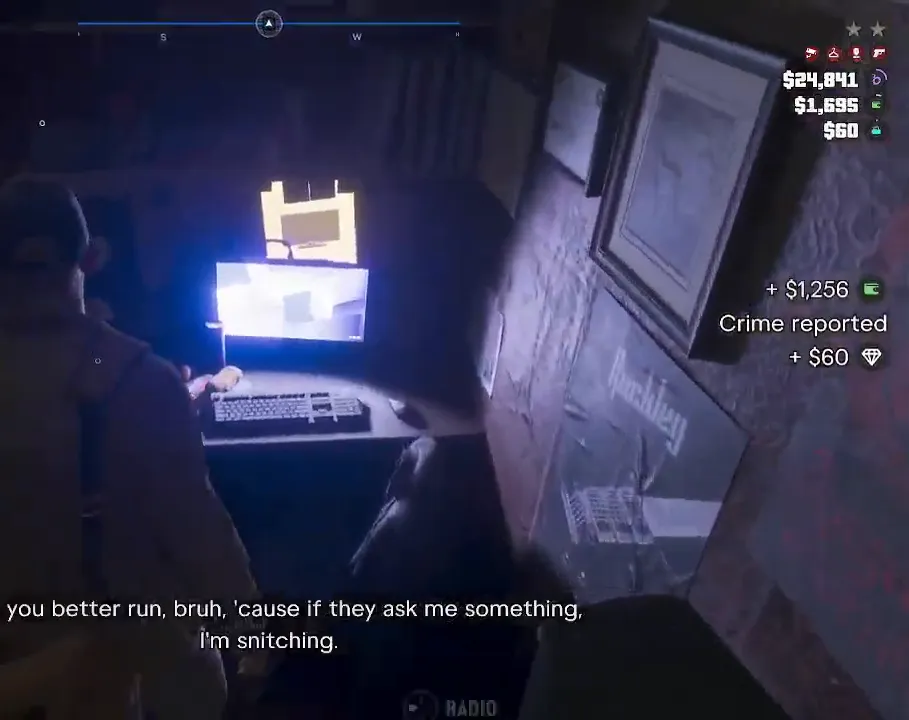 S
W
$24,841
$1,695
$60
+ $1,256
Crime reported
+ $60
you better run, bruh, 'cause if they ask me something,
I'm snitching.
RADIO